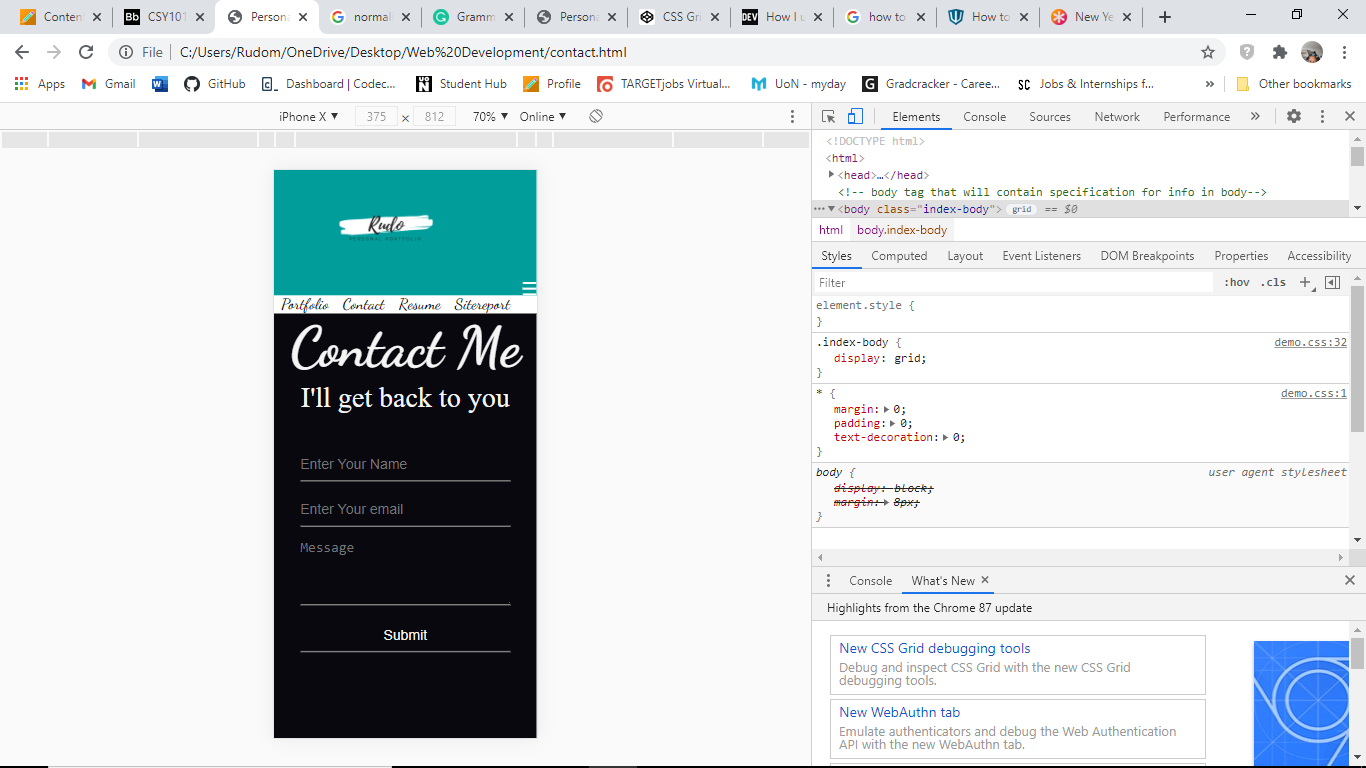 Content
CSY101
Persona
normali
Gramm
Persona
CSS Gri
How I u
how to
How to
New Ye
File | C:/Users/Rudom/OneDrive/Desktop/Web%20Development/contact.html
Apps Gmail GitHub Dashboard | Codec... Student Hub Profile TARGETjobs Virtual... UoN - myday Gradcracker - Caree... Jobs & Internships f... » Other bookmarks
iPhone X ▼ 375 × 812 70% ▼ Online ▼
Elements Console Sources Network Performance »
<!DOCTYPE html>
<html>
▶<head>…</head>
<!-- body tag that will contain specification for info in body-->
…▼<body class="index-body"> grid == $0
html body.index-body
Styles Computed Layout Event Listeners DOM Breakpoints Properties Accessibility
Filter :hov .cls +
element.style {
}
.index-body { demo.css:32
display: grid;
}
* { demo.css:1
margin:▶0;
padding:▶0;
text-decoration:▶0;
}
body { user agent stylesheet
display: block;
margin:▶8px;
}
Console What's New ×
Highlights from the Chrome 87 update
New CSS Grid debugging tools
Debug and inspect CSS Grid with the new CSS Grid
debugging tools.
New WebAuthn tab
Emulate authenticators and debug the Web Authentication
API with the new WebAuthn tab.
Rudo
PERSONAL PORTFOLIO
Portfolio Contact Resume Sitereport
Contact Me
I'll get back to you
Enter Your Name
Enter Your email
Message
Submit